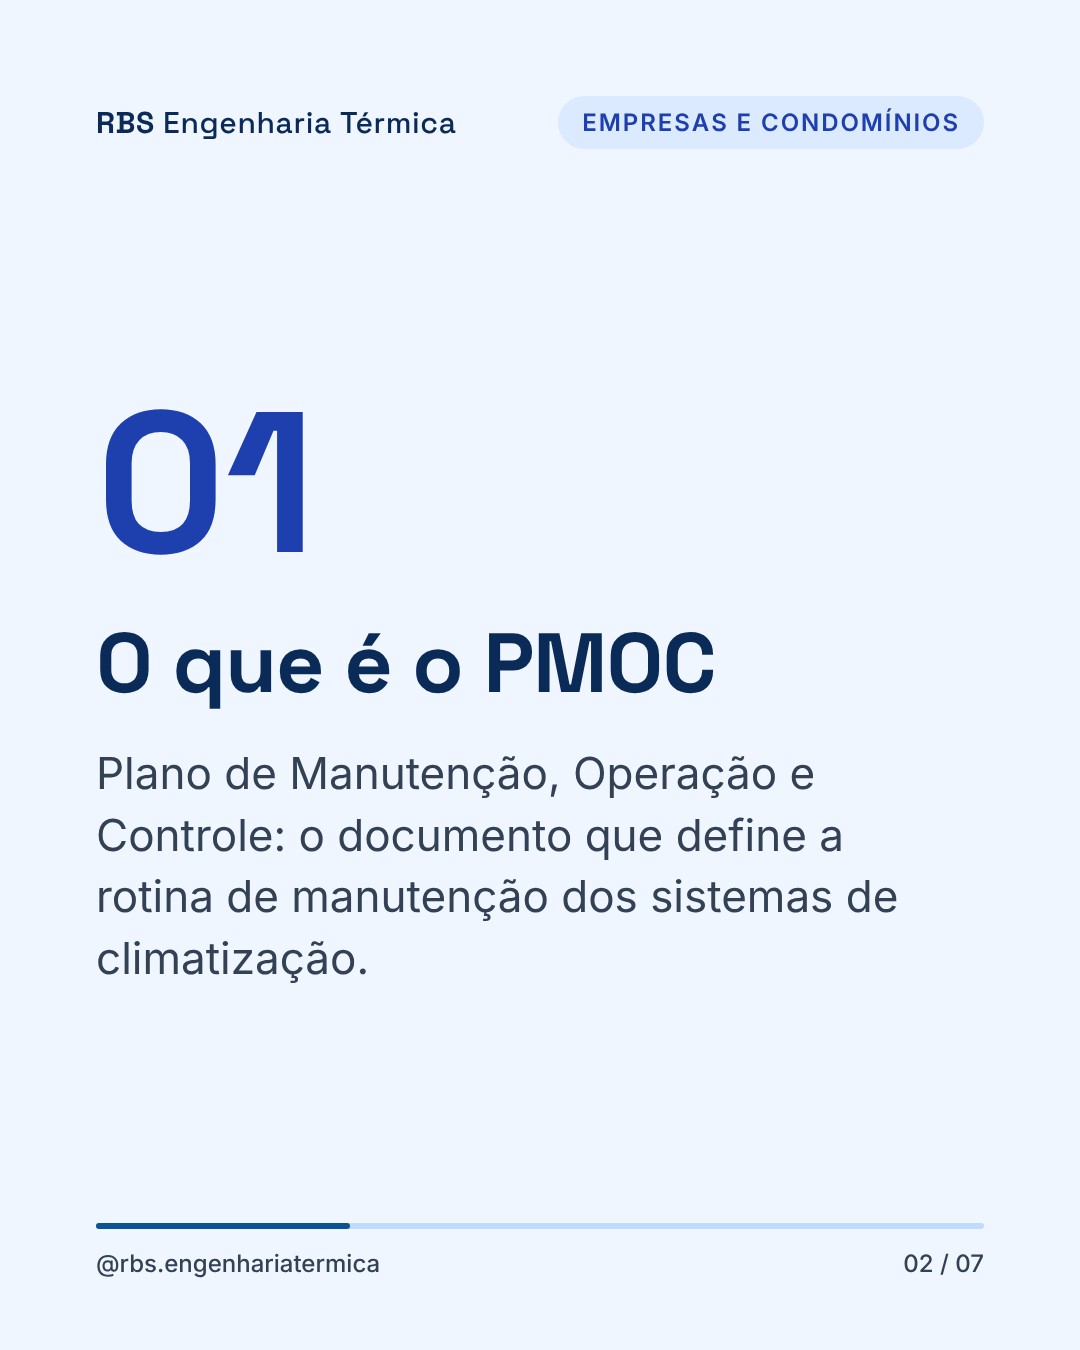 RBS Engenharia Térmica
EMPRESAS E CONDOMÍNIOS
01
O que é o PMOC
Plano de Manutenção, Operação e
Controle: o documento que define a
rotina de manutenção dos sistemas de
climatização.
@rbs.engenhariatermica
02 / 07